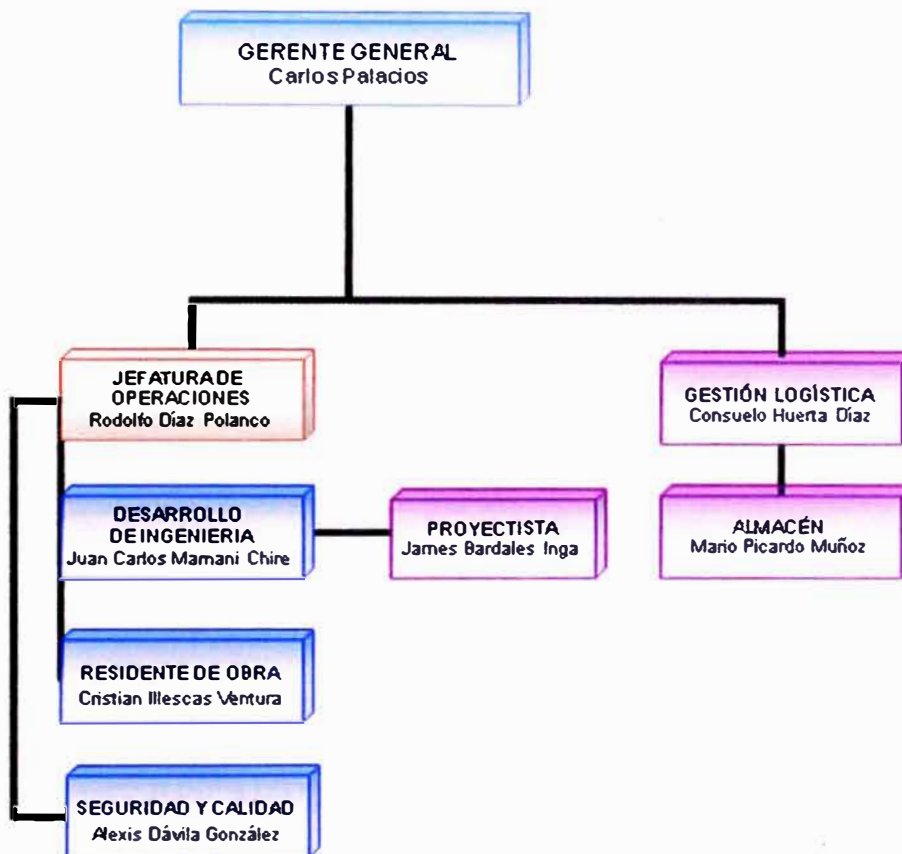 GERENTE GENERAL
Carlos Palacios
JEFATURA DE
OPERACIONES
Rodolfo Díaz Polanco
GESTIÓN LOGÍSTICA
Consuelo Huerta Díaz
DESARROLLO
DE INGENIERIA
Juan Carlos Mamani Chire
PROYECTISTA
James Bardales Inga
ALMACÉN
Mario Picardo Muñoz
RESIDENTE DE OBRA
Cristian Illescas Ventura
SEGURIDAD Y CALIDAD
Alexis Dávila González